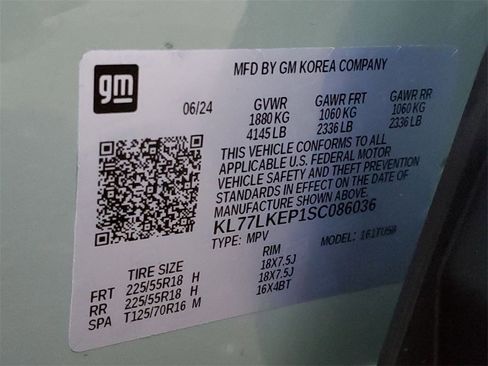 gm
MFD BY GM KOREA COMPANY
06/24
GVWR GAWR FRT GAWR RR
1880 KG 1060 KG 1060 KG
4145 LB 2336 LB 2336 LB
THIS VEHICLE CONFORMS TO ALL
APPLICABLE U.S. FEDERAL MOTOR
VEHICLE SAFETY AND THEFT PREVENTION
STANDARDS IN EFFECT ON THE DATE OF
MANUFACTURE SHOWN ABOVE.
KL77LKEP1SC086036
TYPE: MPV MODEL: 1S1TU58
TIRE SIZE RIM
FRT 225/55R18 H 18X7.5J
RR 225/55R18 H 18X7.5J
SPA T125/70R16 M 16X4BT